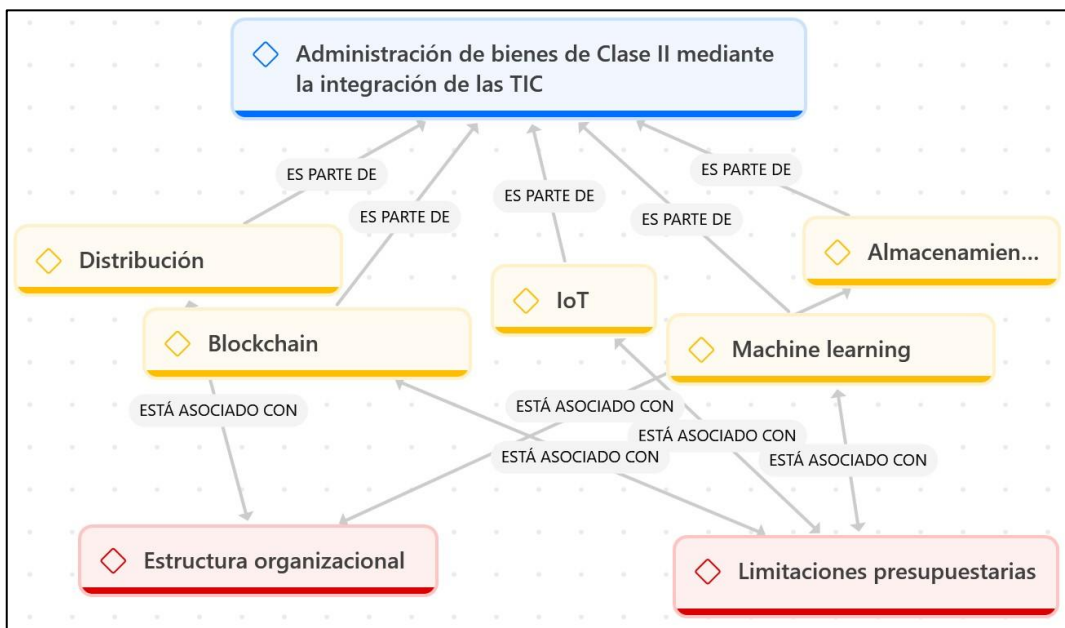 Administración de bienes de Clase II mediante
la integración de las TIC
ES PARTE DE
ES PARTE DE
ES PARTE DE
ES PARTE DE
ES PARTE DE
Distribución
Almacenamien...
IoT
Blockchain
Machine learning
ESTÁ ASOCIADO CON
ESTÁ ASOCIADO CON
ESTÁ ASOCIADO CON
ESTÁ ASOCIADO CON
ESTÁ ASOCIADO CON
Estructura organizacional
Limitaciones presupuestarias